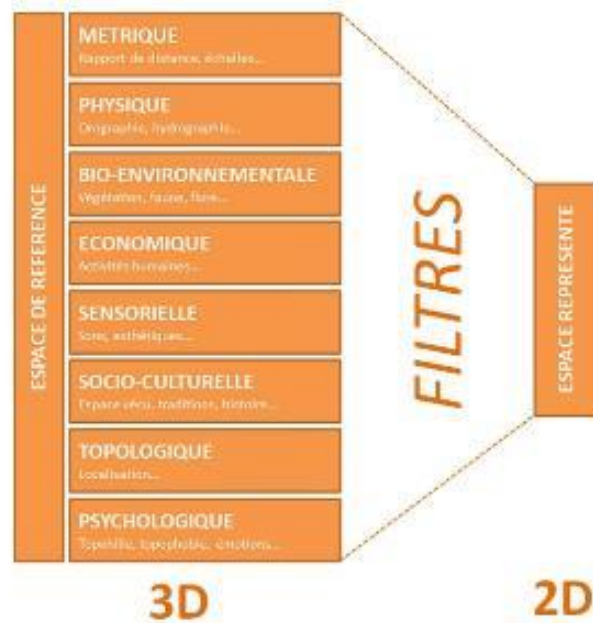 ESPACE DE REFERENCE
METRIQUE
Rapport de distance, échelles...
PHYSIQUE
Orographie, hydrographie...
BIO-ENVIRONNEMENTALE
Végétation, faune, flore...
ECONOMIQUE
Activités humaines...
SENSORIELLE
Sons, esthétiques...
SOCIO-CULTURELLE
Espace vécu, traditions, histoire...
TOPOLOGIQUE
Localisation...
PSYCHOLOGIQUE
Topophilie, topophobie, émotions...
FILTRES
ESPACE REPRESENTE
3D
2D